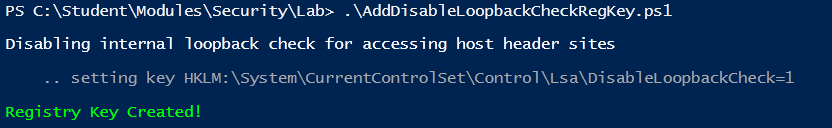 PS C:\Student\Modules\Security\Lab> .\AddDisableLoopbackCheckRegKey.ps1
Disabling internal loopback check for accessing host header sites
.. setting key HKLM:\System\CurrentControlSet\Control\Lsa\DisableLoopbackCheck=1
Registry Key Created!